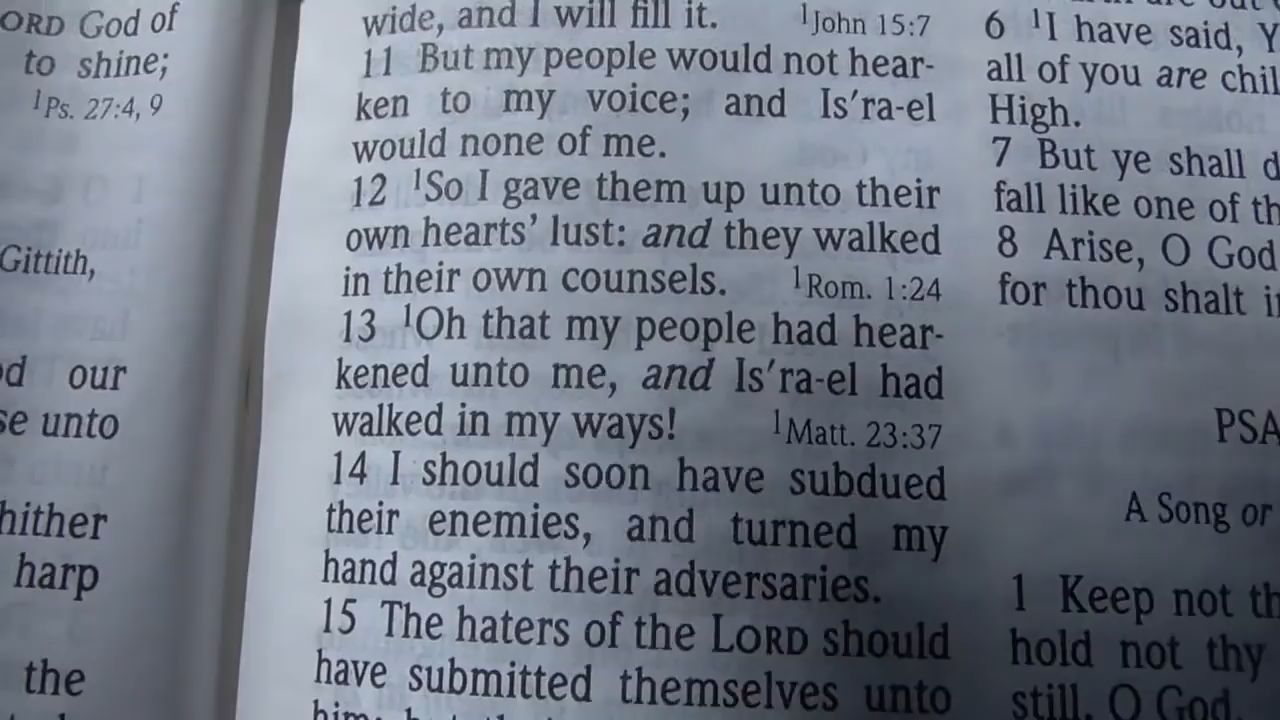 ORD God of
to shine;
1Ps. 27:4, 9
Gittith,
our
unto
hither
harp
the
wide, and I will fill it. 1John 15:7
11 But my people would not hear-
ken to my voice; and Is′ra-el
would none of me.
12 1So I gave them up unto their
own hearts’ lust: and they walked
in their own counsels. 1Rom. 1:24
13 1Oh that my people had hear-
kened unto me, and Is′ra-el had
walked in my ways! 1Matt. 23:37
14 I should soon have subdued
their enemies, and turned my
hand against their adversaries.
15 The haters of the LORD should
have submitted themselves unto
him:
6 1I have said, Y
all of you are chil
High.
7 But ye shall d
fall like one of th
8 Arise, O God
for thou shalt i
PSA
A Song or
1 Keep not th
hold not thy
still, O God.